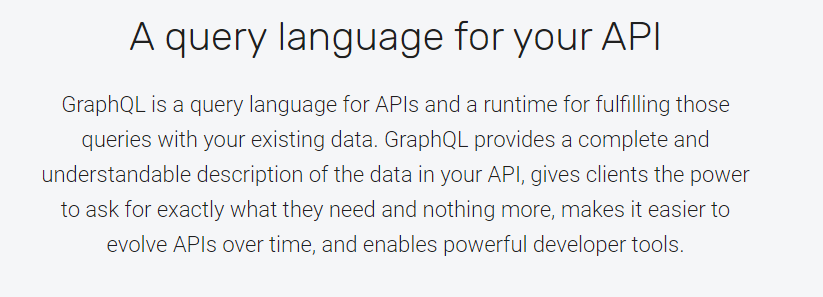 A query language for your API
GraphQL is a query language for APIs and a runtime for fulfilling those
queries with your existing data. GraphQL provides a complete and
understandable description of the data in your API, gives clients the power
to ask for exactly what they need and nothing more, makes it easier to
evolve APIs over time, and enables powerful developer tools.